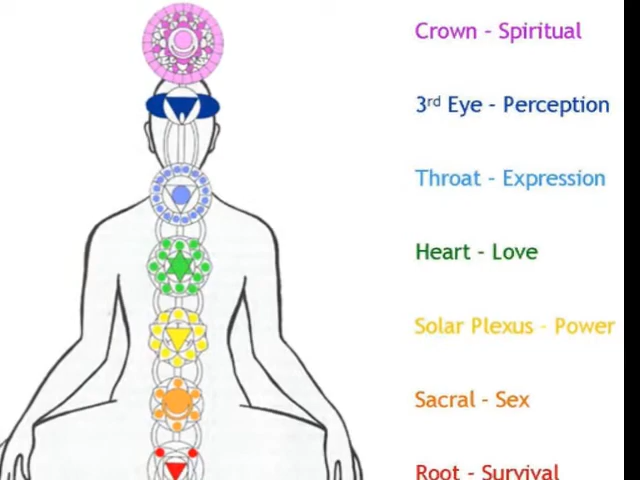 Crown - Spiritual
3rd Eye - Perception
Throat - Expression
Heart - Love
Solar Plexus - Power
Sacral - Sex
Root - Survival